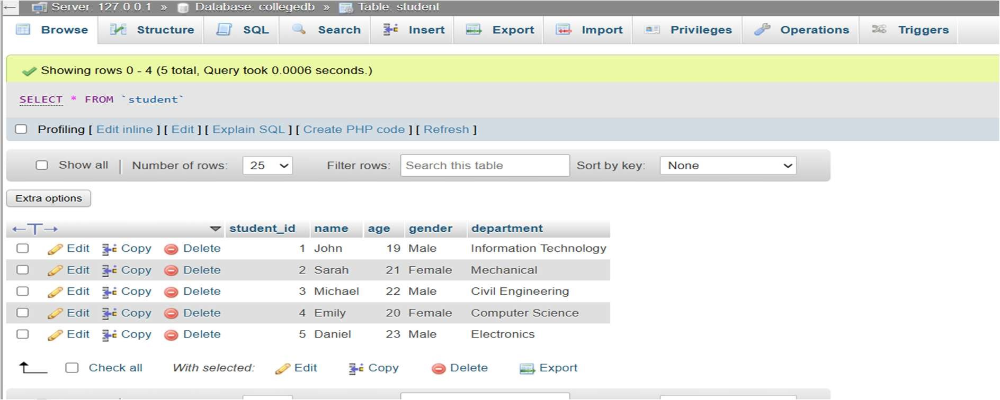 Server: 127.0.0.1 » Database: collegedb » Table: student
Browse Structure SQL Search Insert Export Import Privileges Operations Triggers
Showing rows 0 - 4 (5 total, Query took 0.0006 seconds.)
SELECT * FROM `student`
Profiling [ Edit inline ] [ Edit ] [ Explain SQL ] [ Create PHP code ] [ Refresh ]
Show all | Number of rows: 25 Filter rows: Search this table Sort by key: None
Extra options
←T→ student_id name age gender department
Edit Copy Delete 1 John 19 Male Information Technology
Edit Copy Delete 2 Sarah 21 Female Mechanical
Edit Copy Delete 3 Michael 22 Male Civil Engineering
Edit Copy Delete 4 Emily 20 Female Computer Science
Edit Copy Delete 5 Daniel 23 Male Electronics
Check all With selected: Edit Copy Delete Export